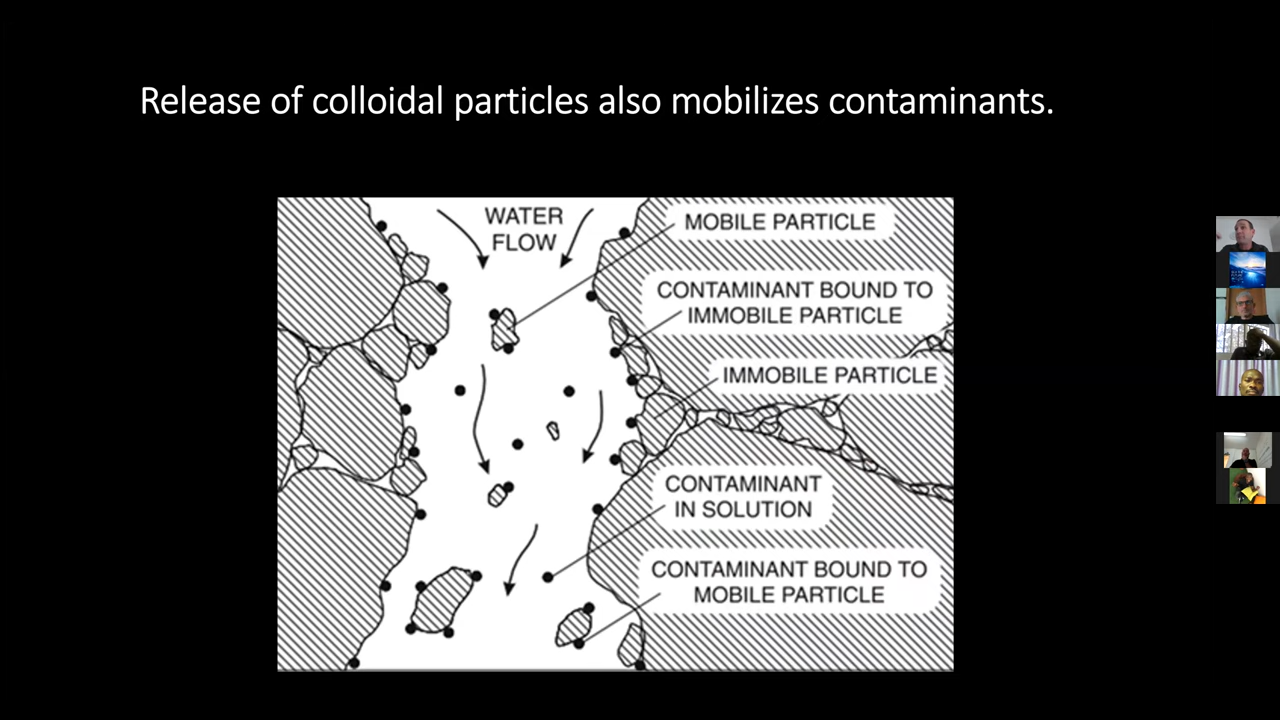 Release of colloidal particles also mobilizes contaminants.
WATER
FLOW
MOBILE PARTICLE
CONTAMINANT BOUND TO
IMMOBILE PARTICLE
IMMOBILE PARTICLE
CONTAMINANT
IN SOLUTION
CONTAMINANT BOUND TO
MOBILE PARTICLE